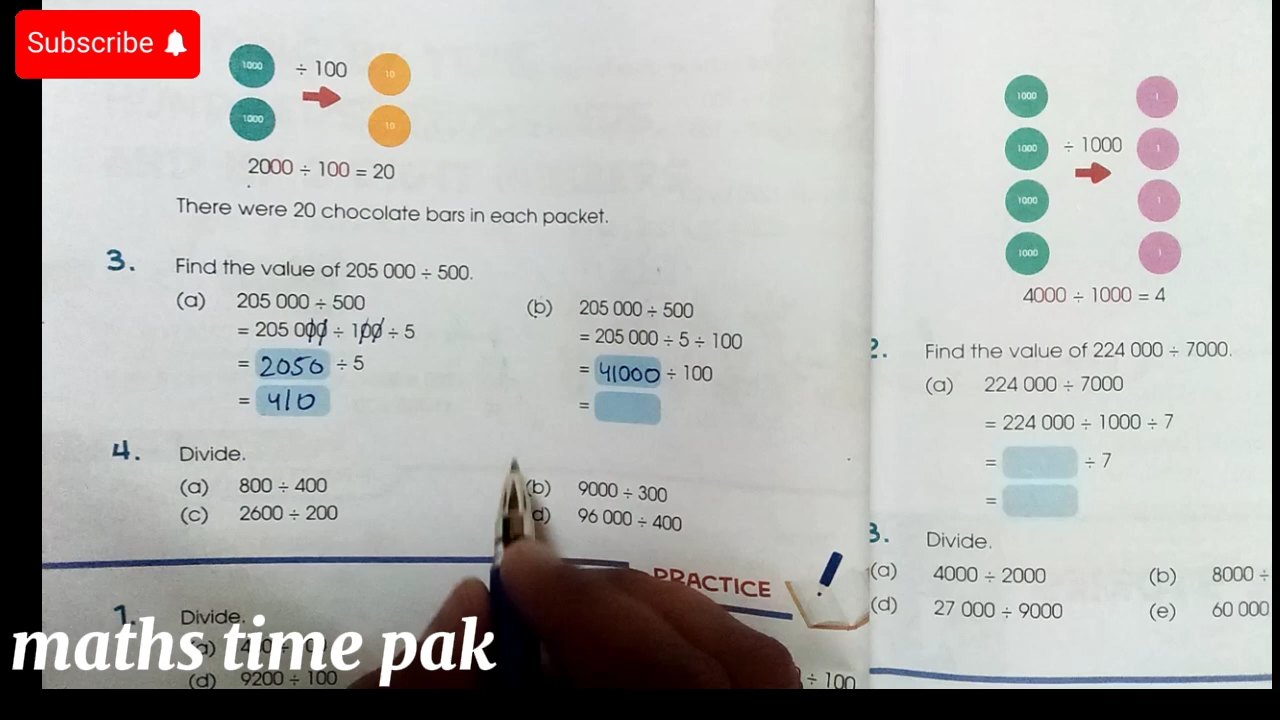 Subscribe
1000
÷ 100
10
1000
10
2000 ÷ 100 = 20
There were 20 chocolate bars in each packet.
3. Find the value of 205 000 ÷ 500.
(a) 205 000 ÷ 500
= 205 000 ÷ 100 ÷ 5
= 2050 ÷ 5
= 410
(b) 205 000 ÷ 500
= 205 000 ÷ 5 ÷ 100
= 41000 ÷ 100
=
4. Divide.
(a) 800 ÷ 400
(b) 9000 ÷ 300
(c) 2600 ÷ 200
d) 96 000 ÷ 400
PRACTICE
1. Divide.
(d) 9200 ÷ 100
÷ 100
maths time pak
1000 1
1000 ÷ 1000 1
1000 1
1000 1
4000 ÷ 1000 = 4
2. Find the value of 224 000 ÷ 7000.
(a) 224 000 ÷ 7000
= 224 000 ÷ 1000 ÷ 7
= ÷ 7
=
3. Divide.
(a) 4000 ÷ 2000 (b) 8000 ÷
(d) 27 000 ÷ 9000 (e) 60 000